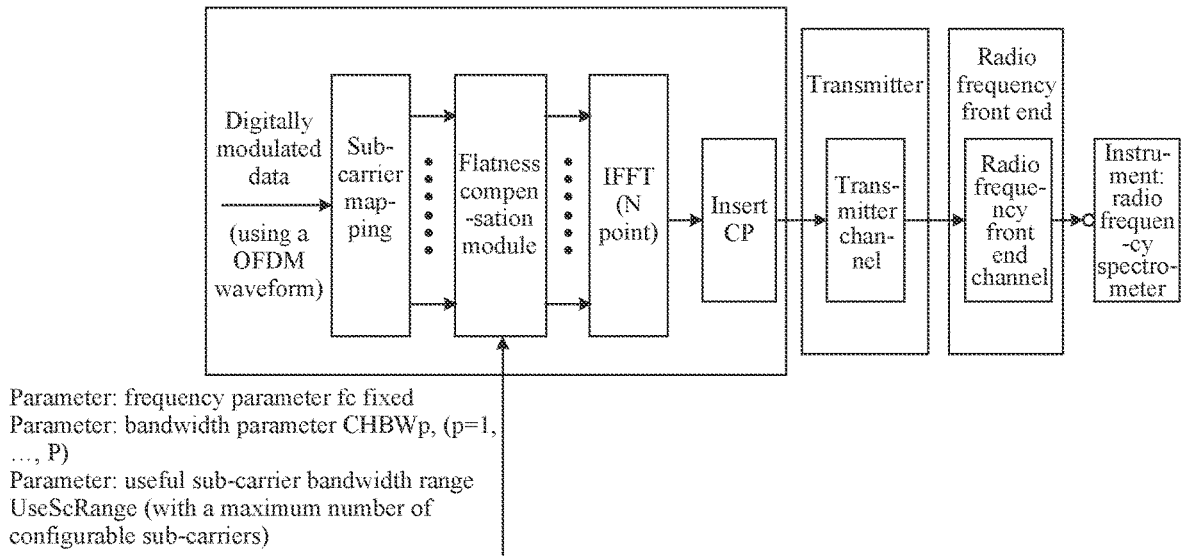 Digitally
modulated
data
(using a
OFDM
waveform)
Sub-
carrier
map-
ping
Flatness
compen
-sation
module
IFFT
(N
point)
Insert
CP
Transmitter
Trans-
mitter
chan-
nel
Radio
frequency
front end
Radio
freque-
ncy
front
end
channel
Instru-
ment:
radio
frequen
-cy
spectro-
meter
Parameter: frequency parameter fc fixed
Parameter: bandwidth parameter CHBWp, (p=1,
…, P)
Parameter: useful sub-carrier bandwidth range
UseScRange (with a maximum number of
configurable sub-carriers)